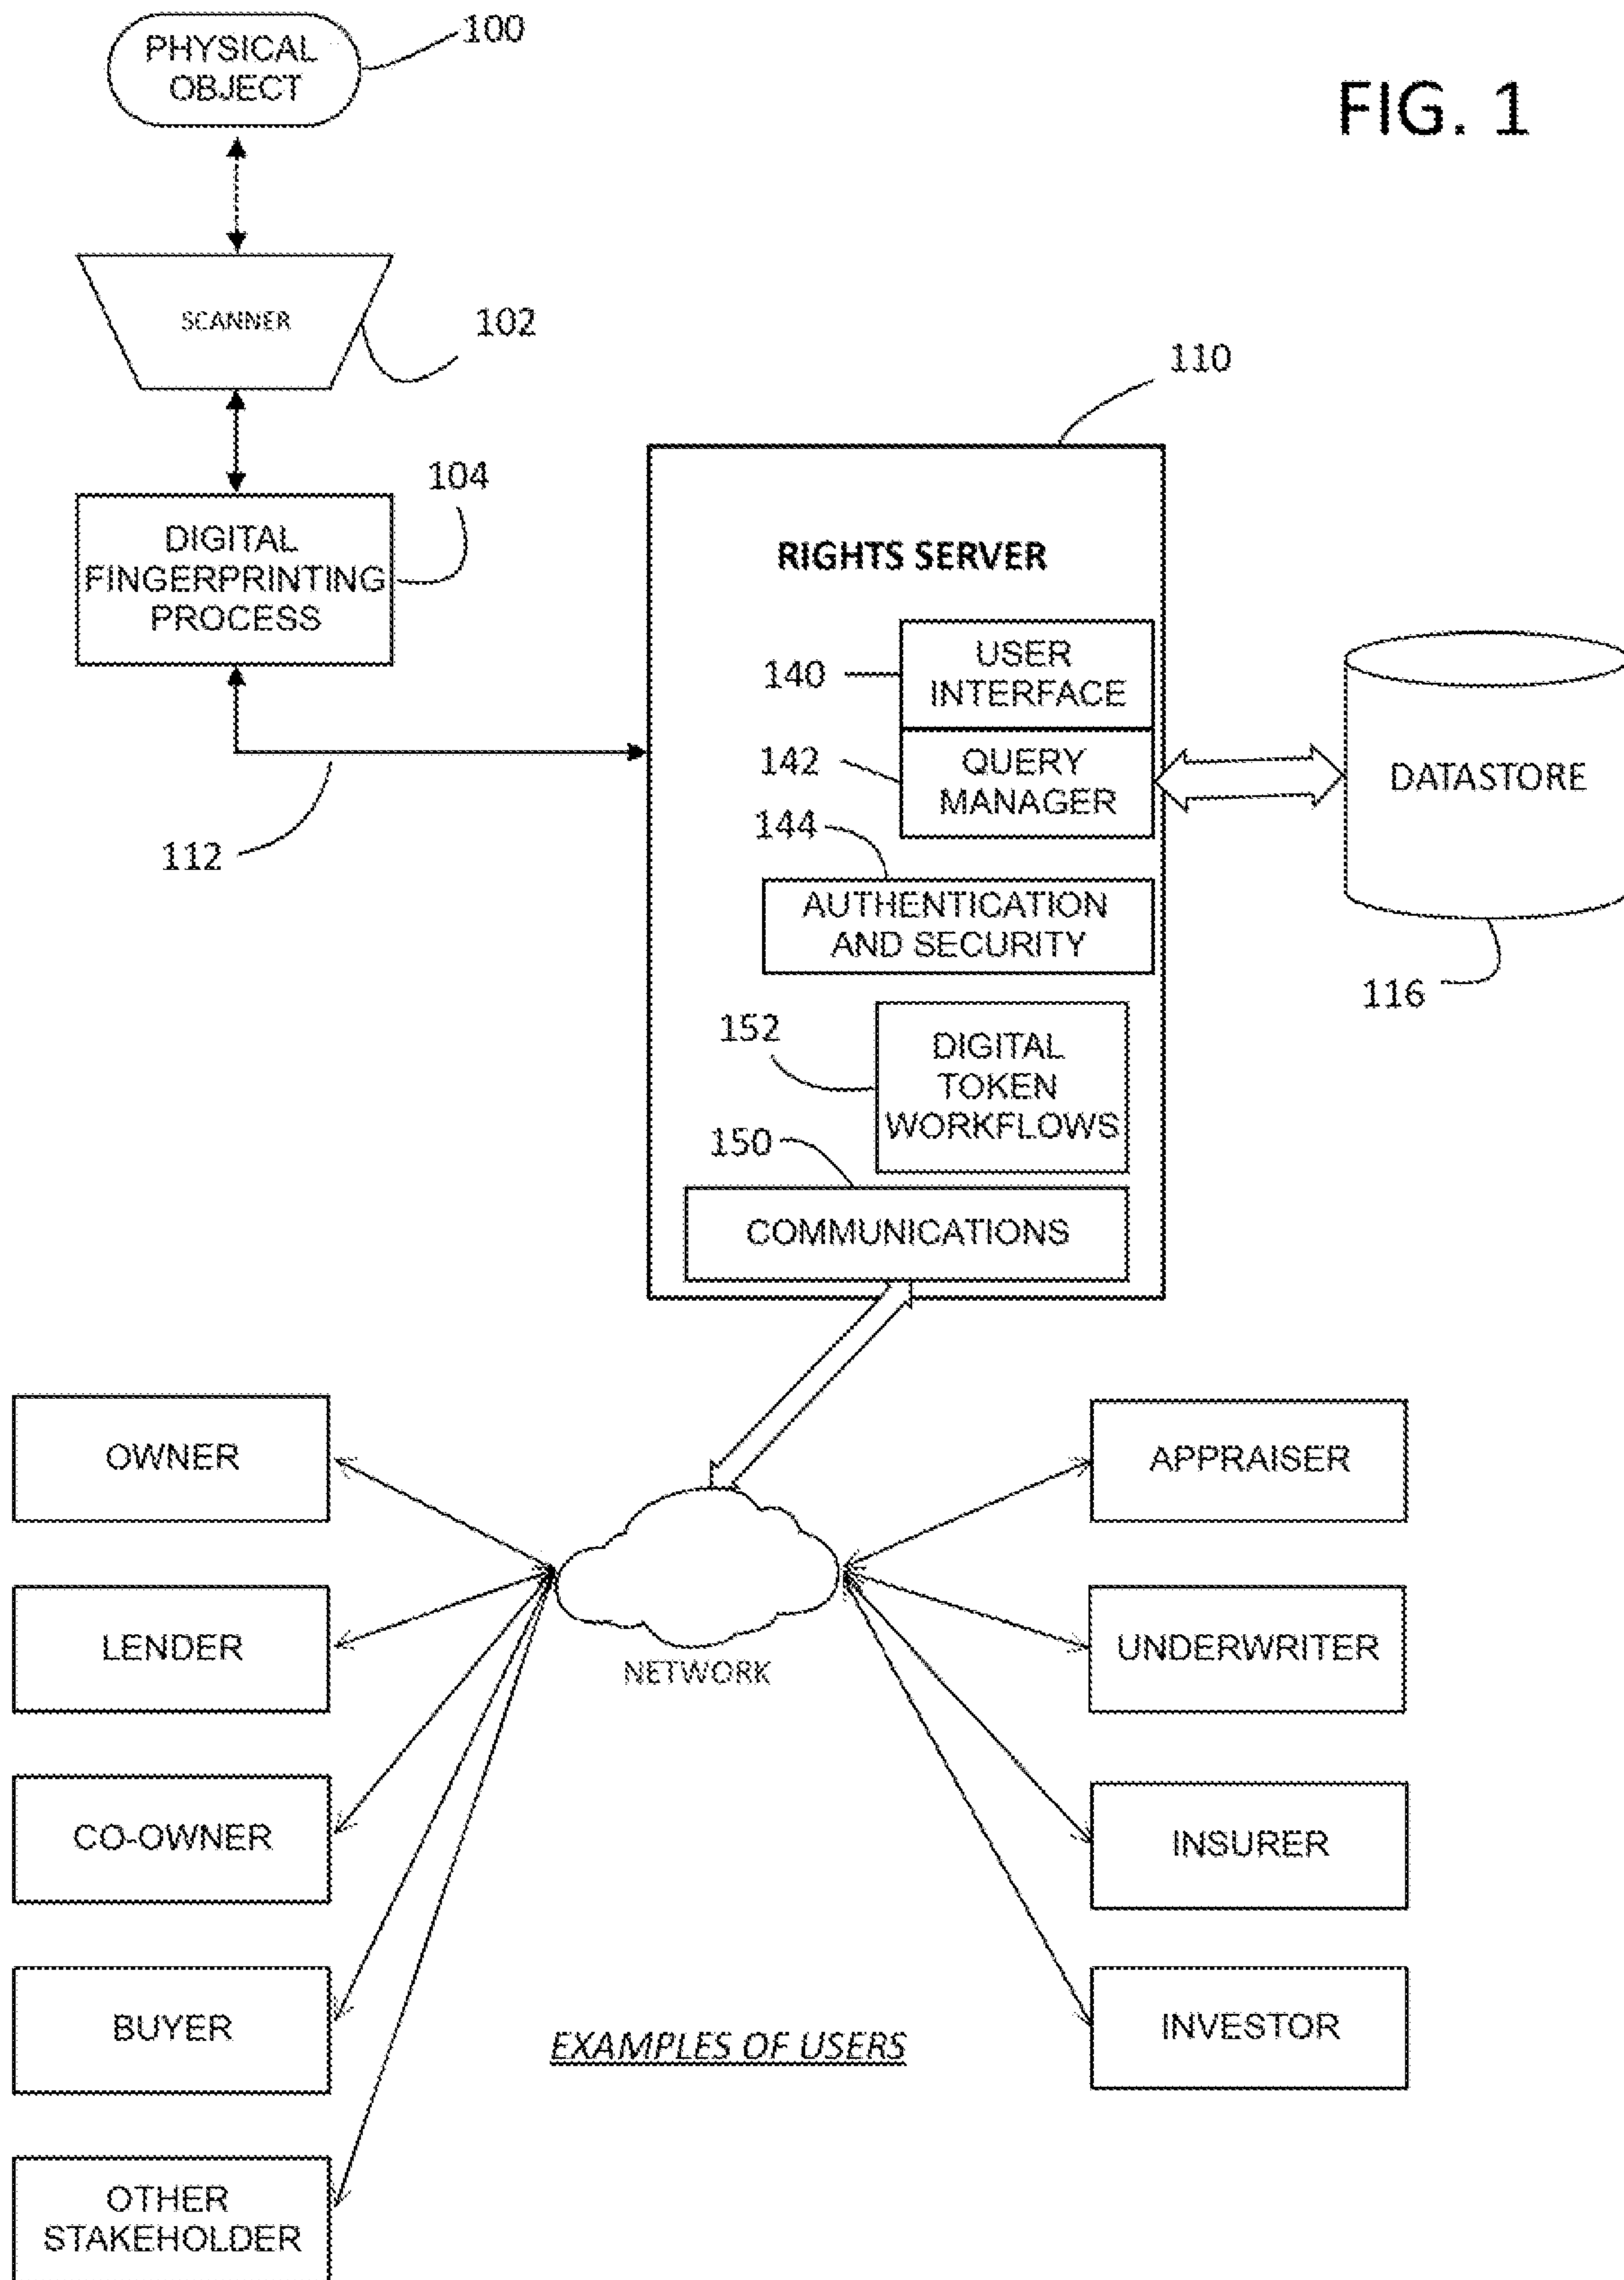 PHYSICAL
OBJECT
100
FIG. 1
SCANNER
102
110
DIGITAL
FINGERPRINTING
PROCESS
104
112
RIGHTS SERVER
140
USER
INTERFACE
142
QUERY
MANAGER
144
AUTHENTICATION
AND SECURITY
152
DIGITAL
TOKEN
WORKFLOWS
150
COMMUNICATIONS
DATASTORE
116
OWNER
LENDER
CO-OWNER
BUYER
OTHER
STAKEHOLDER
NETWORK
EXAMPLES OF USERS
APPRAISER
UNDERWRITER
INSURER
INVESTOR